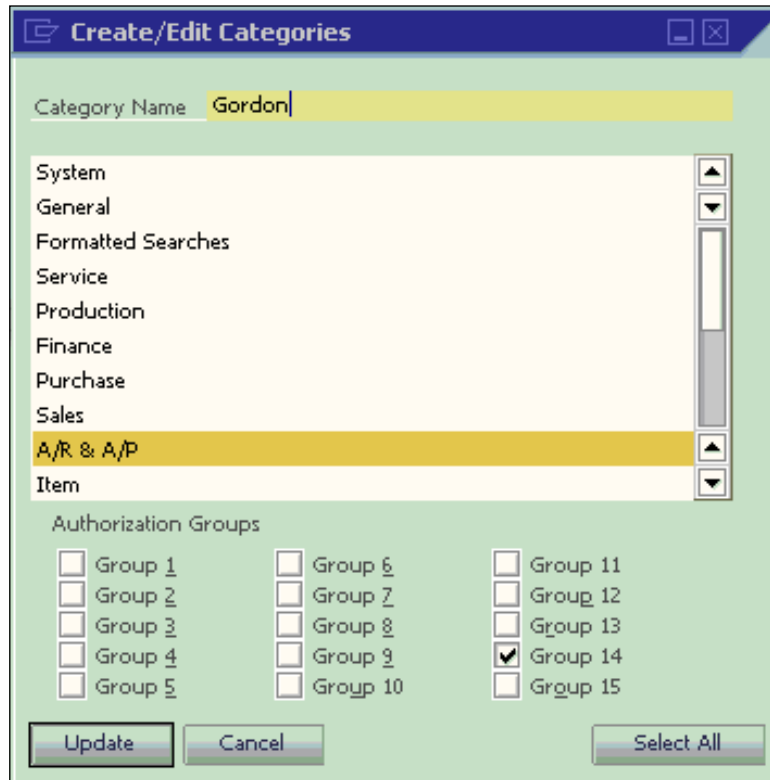 Create/Edit Categories
Category Name Gordon
System
General
Formatted Searches
Service
Production
Finance
Purchase
Sales
A/R & A/P
Item
Authorization Groups
Group 1 Group 6 Group 11
Group 2 Group 7 Group 12
Group 3 Group 8 Group 13
Group 4 Group 9 Group 14
Group 5 Group 10 Group 15
Update Cancel Select All